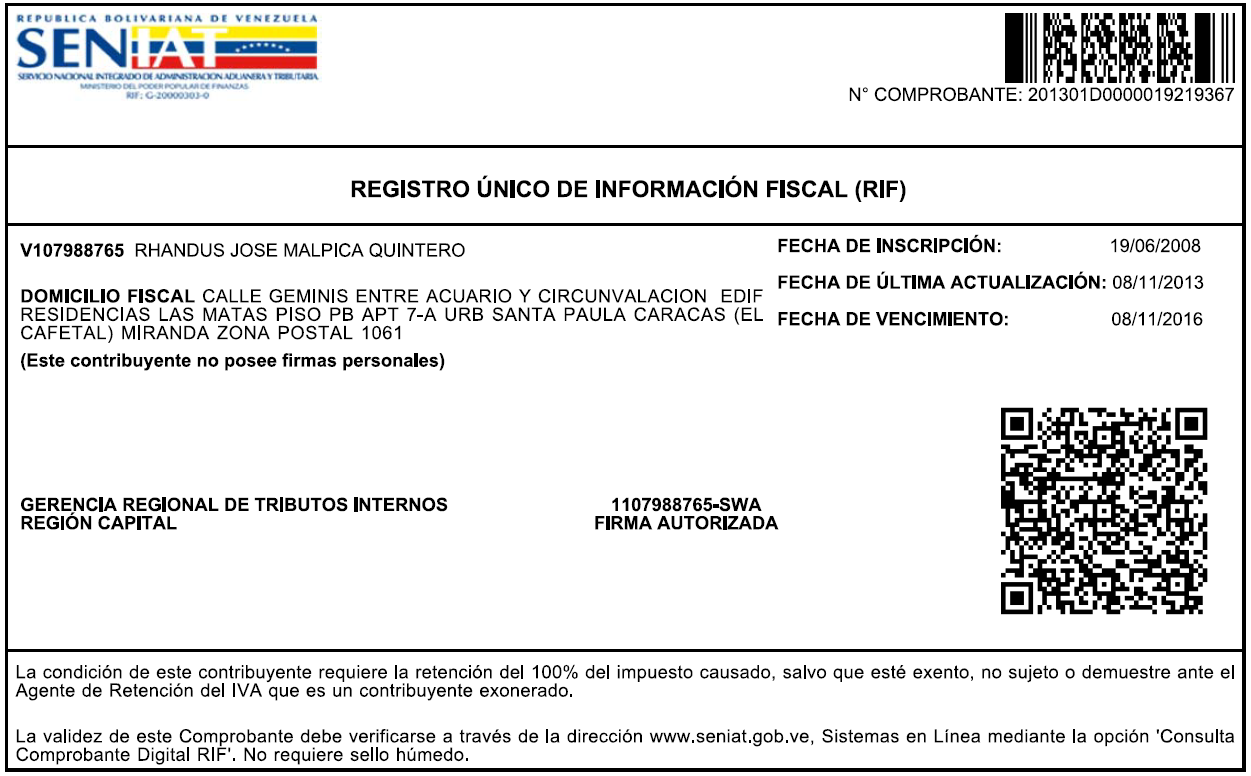 REPUBLICA BOLIVARIANA DE VENEZUELA
SENIAT
SERVICIO NACIONAL INTEGRADO DE ADMINISTRACION ADUANERA Y TRIBUTARIA
MINISTERIO DEL PODER POPULAR DE FINANZAS
RIF: G-20000303-0
N° COMPROBANTE: 201301D0000019219367
REGISTRO ÚNICO DE INFORMACIÓN FISCAL (RIF)
V107988765 RHANDUS JOSE MALPICA QUINTERO
DOMICILIO FISCAL CALLE GEMINIS ENTRE ACUARIO Y CIRCUNVALACION EDIF
RESIDENCIAS LAS MATAS PISO PB APT 7-A URB SANTA PAULA CARACAS (EL
CAFETAL) MIRANDA ZONA POSTAL 1061
(Este contribuyente no posee firmas personales)
FECHA DE INSCRIPCIÓN: 19/06/2008
FECHA DE ÚLTIMA ACTUALIZACIÓN: 08/11/2013
FECHA DE VENCIMIENTO: 08/11/2016
GERENCIA REGIONAL DE TRIBUTOS INTERNOS
REGIÓN CAPITAL
1107988765-SWA
FIRMA AUTORIZADA
La condición de este contribuyente requiere la retención del 100% del impuesto causado, salvo que esté exento, no sujeto o demuestre ante el
Agente de Retención del IVA que es un contribuyente exonerado.
La validez de este Comprobante debe verificarse a través de la dirección www.seniat.gob.ve, Sistemas en Línea mediante la opción 'Consulta
Comprobante Digital RIF'. No requiere sello húmedo.